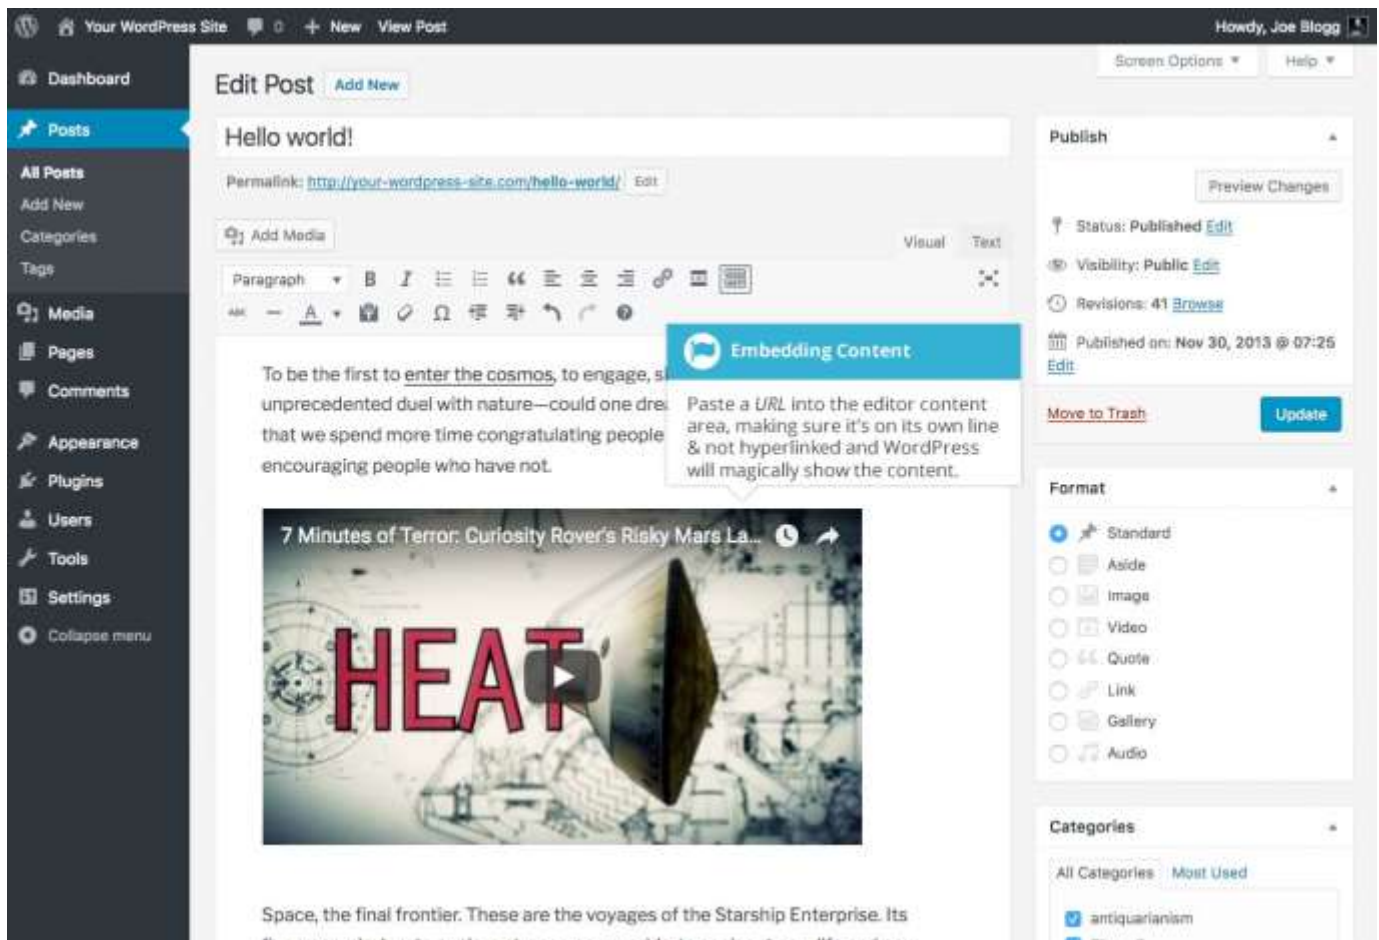 Your WordPress Site 0 + New View Post
Howdy, Joe Blogg
Dashboard
Posts
All Posts
Add New
Categories
Tags
Media
Pages
Comments
Appearance
Plugins
Users
Tools
Settings
Collapse menu
Screen Options ▼ Help ▼
Edit Post Add New
Hello world!
Permalink: http://your-wordpress-site.com/hello-world/ Edit
Add Media
Visual Text
Paragraph B I
ABC A Ω
Embedding Content
Paste a URL into the editor content
area, making sure it's on its own line
& not hyperlinked and WordPress
will magically show the content.
To be the first to enter the cosmos, to engage, s
unprecedented duel with nature—could one drea
that we spend more time congratulating people
encouraging people who have not.
7 Minutes of Terror: Curiosity Rover's Risky Mars La...
HEAT
Space, the final frontier. These are the voyages of the Starship Enterprise. Its
Publish
Preview Changes
Status: Published Edit
Visibility: Public Edit
Revisions: 41 Browse
Published on: Nov 30, 2013 @ 07:25
Edit
Move to Trash Update
Format
Standard
Aside
Image
Video
Quote
Link
Gallery
Audio
Categories
All Categories Most Used
antiquarianism